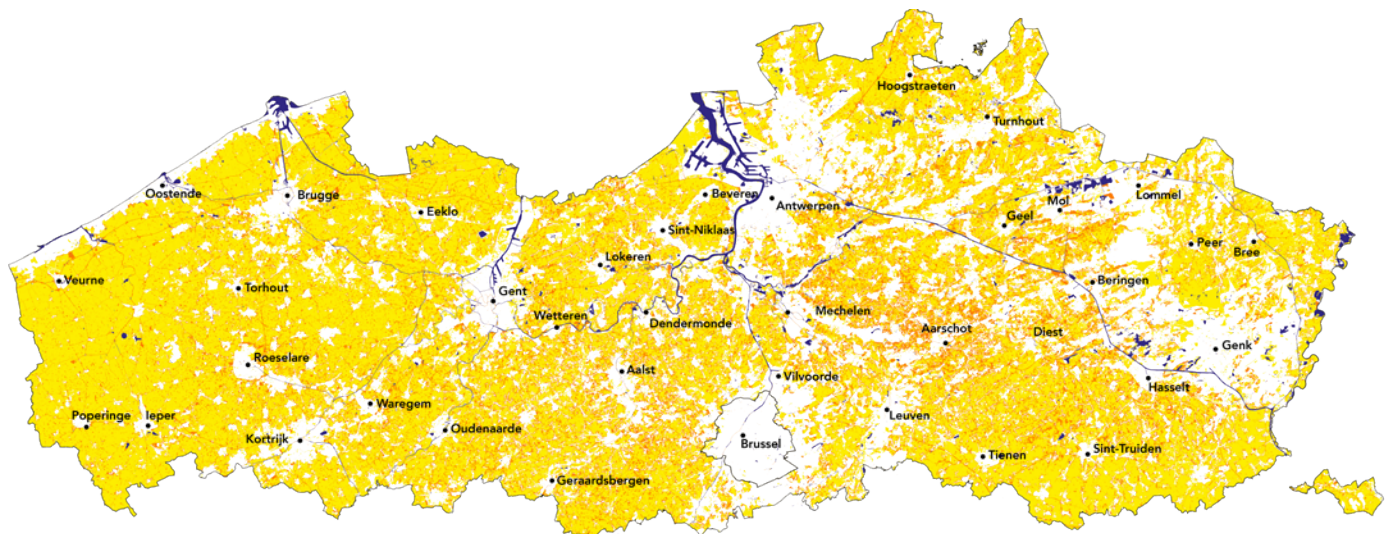 Hoogstraeten
Turnhout
Oostende
Brugge
Beveren
Antwerpen
Lommel
Mol
Geel
Eeklo
Sint-Niklaas
Peer
Bree
Lokeren
Veurne
Torhout
Gent
Beringen
Wetteren
Dendermonde
Mechelen
Aarschot
Diest
Genk
Roeselare
Aalst
Vilvoorde
Hasselt
Waregem
Poperinge
Ieper
Leuven
Kortrijk
Oudenaarde
Brussel
Tienen
Sint-Truiden
Geraardsbergen